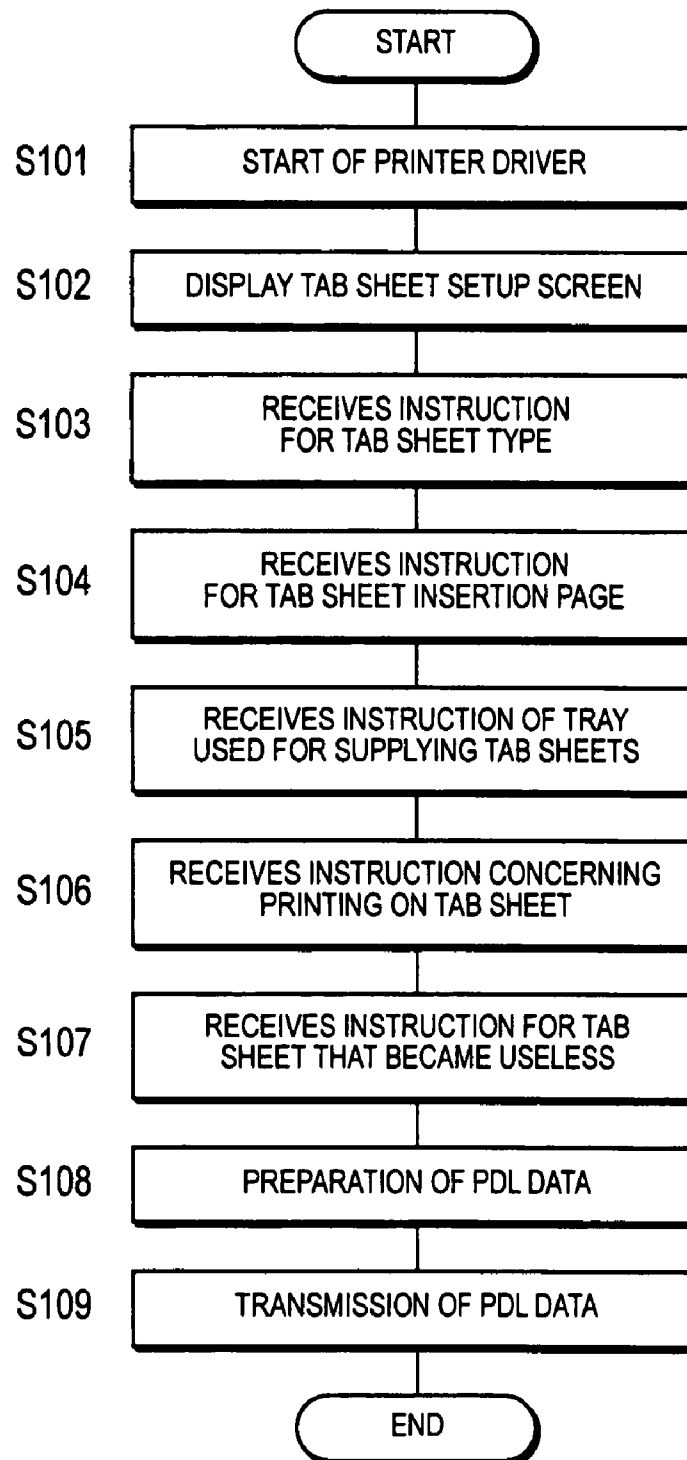 START
S101
START OF PRINTER DRIVER
S102
DISPLAY TAB SHEET SETUP SCREEN
S103
RECEIVES INSTRUCTION
FOR TAB SHEET TYPE
S104
RECEIVES INSTRUCTION
FOR TAB SHEET INSERTION PAGE
S105
RECEIVES INSTRUCTION OF TRAY
USED FOR SUPPLYING TAB SHEETS
S106
RECEIVES INSTRUCTION CONCERNING
PRINTING ON TAB SHEET
S107
RECEIVES INSTRUCTION FOR TAB
SHEET THAT BECAME USELESS
S108
PREPARATION OF PDL DATA
S109
TRANSMISSION OF PDL DATA
END